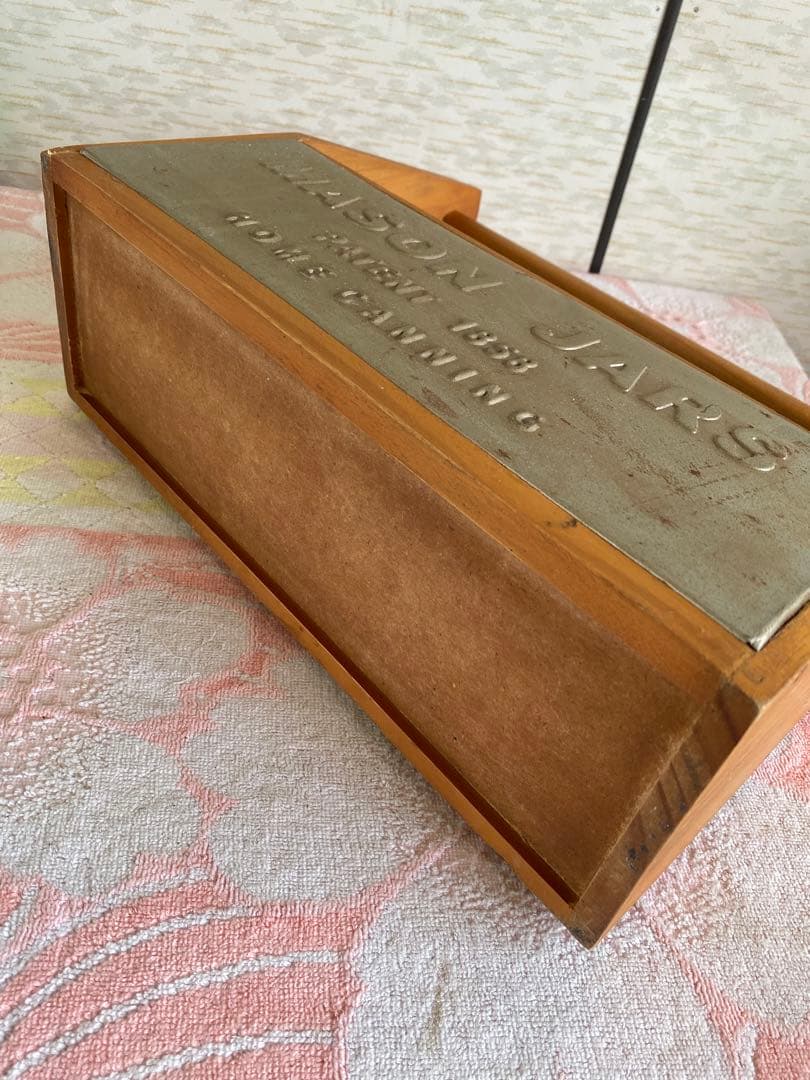 MASON JARS
PATENT 1858
HOME CANNING